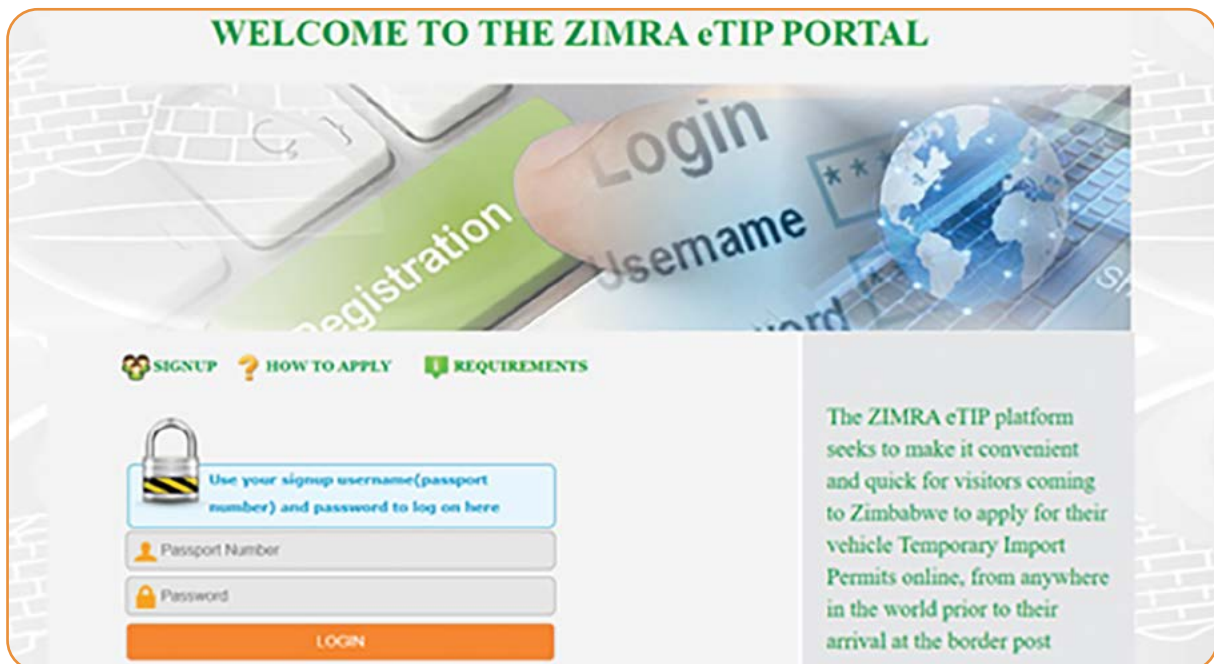 WELCOME TO THE ZIMRA eTIP PORTAL
Login
Username
Registration
SIGNUP
HOW TO APPLY
REQUIREMENTS
Use your signup username(passport
number) and password to log on here
Passport Number
Password
LOGIN
The ZIMRA eTIP platform
seeks to make it convenient
and quick for visitors coming
to Zimbabwe to apply for their
vehicle Temporary Import
Permits online, from anywhere
in the world prior to their
arrival at the border post